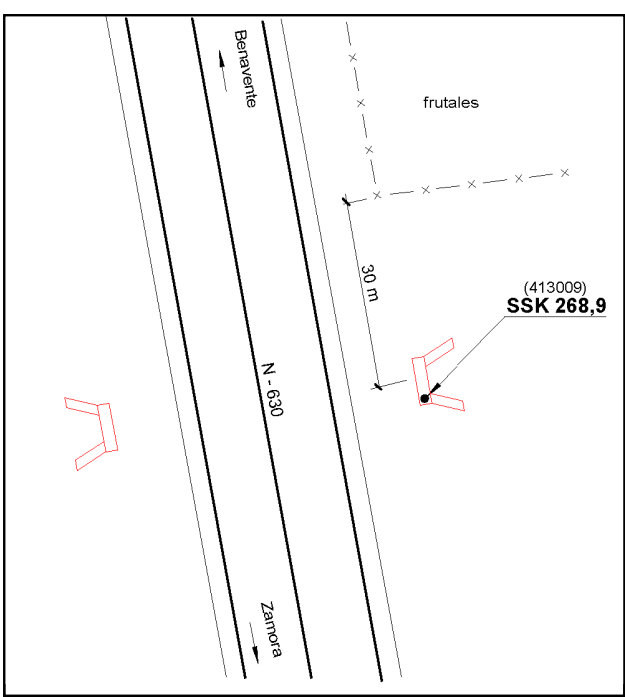 Benavente
frutales
30 m
(413009)
SSK 268,9
N - 630
Zamora